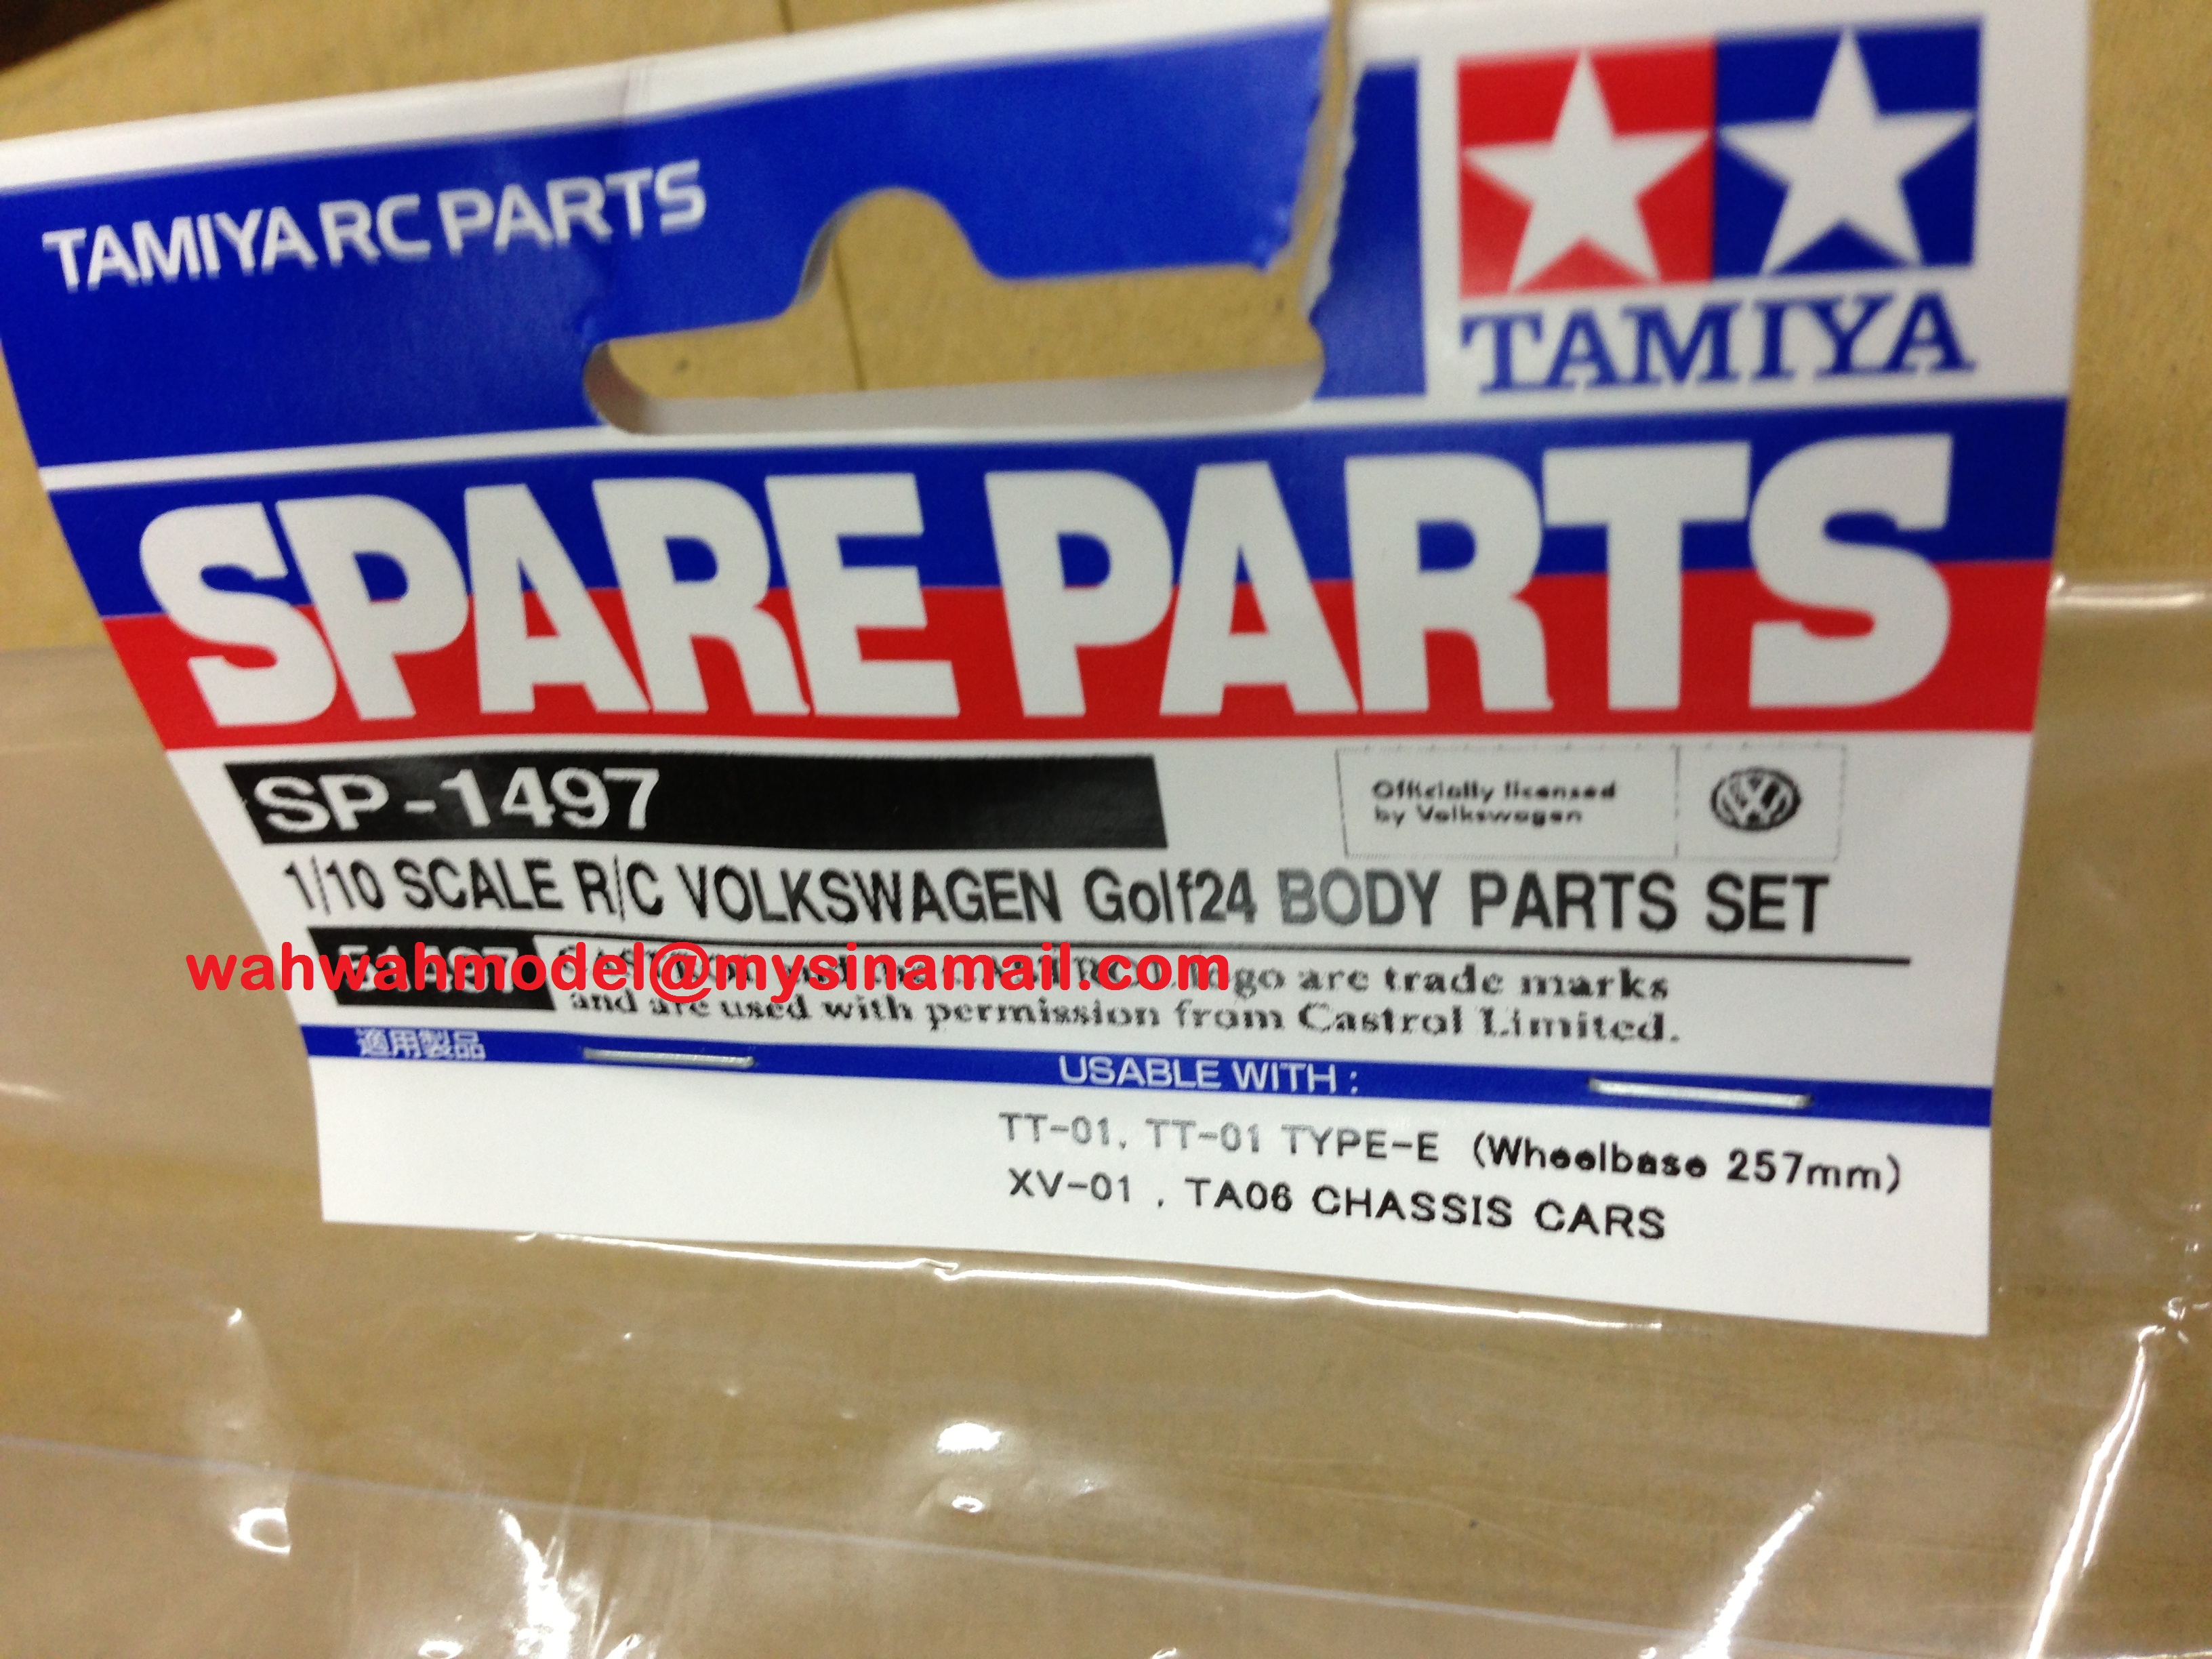 TAMIYA RC PARTS
TAMIYA
SPARE PARTS
SP-1497
Officially licensed
by Volkswagen
1/10 SCALE R/C VOLKSWAGEN Golf24 BODY PARTS SET
51497
wahwahmodel@mysinamail.com
logo are trade marks
and are used with permission from Castrol Limited.
適用製品
USABLE WITH :
TT-01, TT-01 TYPE-E (Wheelbase 257mm)
XV-01 , TA06 CHASSIS CARS